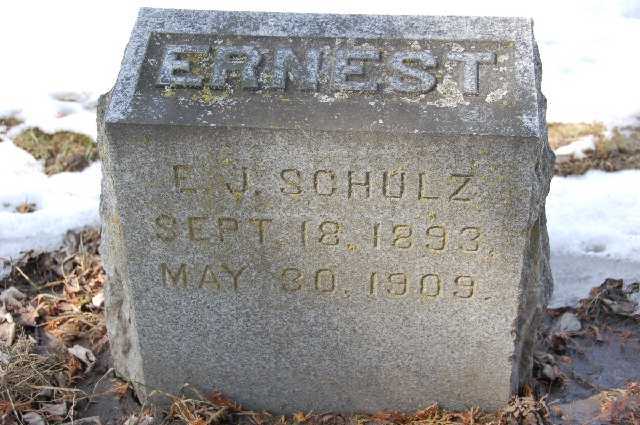 ERNEST
E. J. SCHULZ
SEPT. 18, 1893.
MAY 30, 1909.